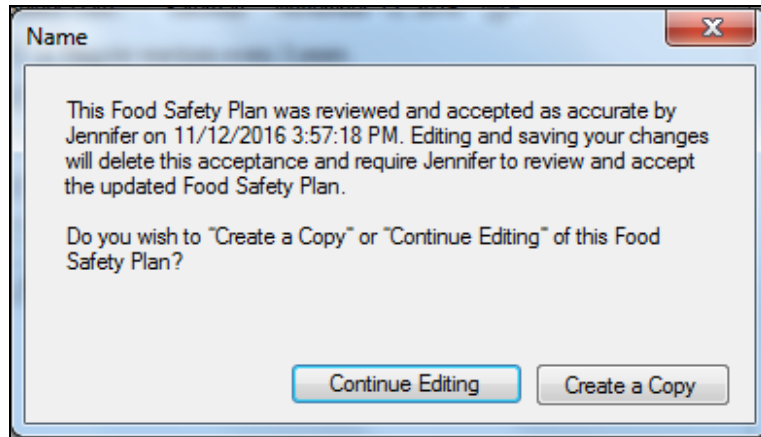 Name
This Food Safety Plan was reviewed and accepted as accurate by
Jennifer on 11/12/2016 3:57:18 PM. Editing and saving your changes
will delete this acceptance and require Jennifer to review and accept
the updated Food Safety Plan.
Do you wish to "Create a Copy" or "Continue Editing" of this Food
Safety Plan?
Continue Editing
Create a Copy